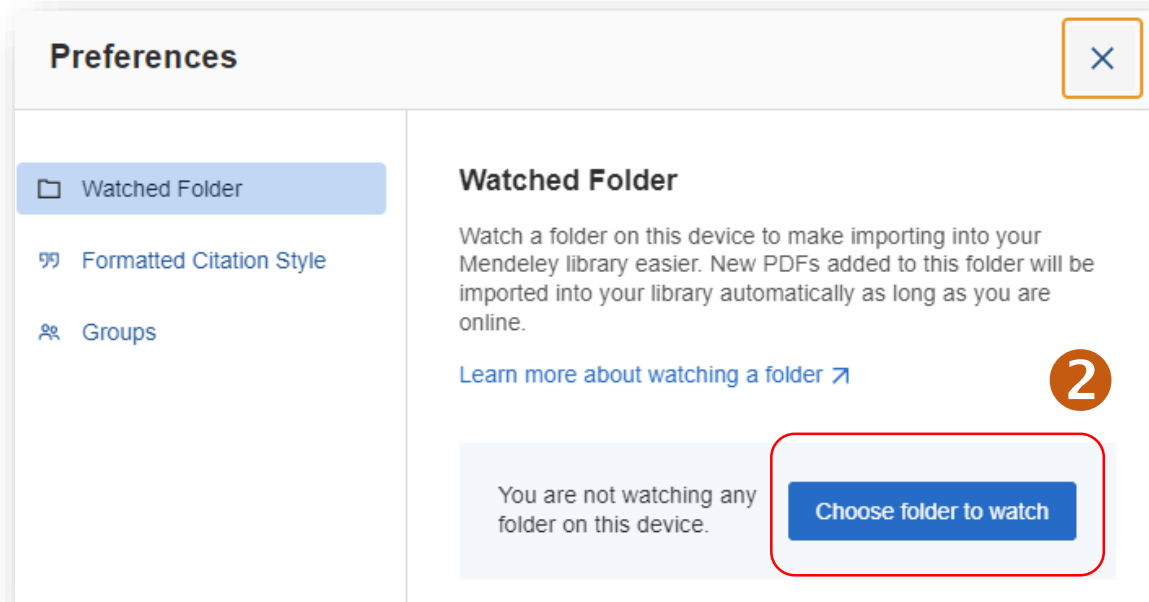 Preferences
Watched Folder
Formatted Citation Style
Groups
Watched Folder
Watch a folder on this device to make importing into your
Mendeley library easier. New PDFs added to this folder will be
imported into your library automatically as long as you are
online.
Learn more about watching a folder
2
You are not watching any
folder on this device.
Choose folder to watch